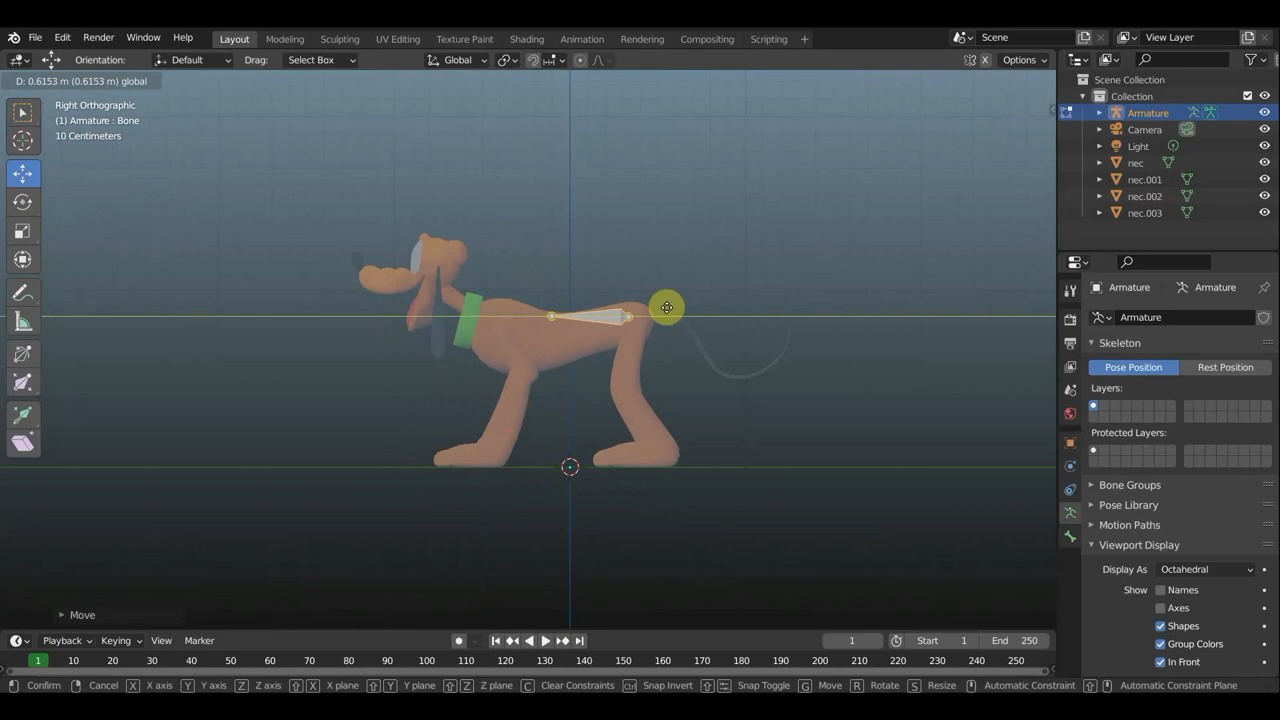 File Edit Render Window Help Layout Modeling Sculpting UV Editing Texture Paint Shading Animation Rendering Compositing Scripting + Scene View Layer
Orientation: Default Drag: Select Box Global X Options
D: 0.6153 m (0.6153 m) global
Right Orthographic
(1) Armature : Bone
10 Centimeters
Scene Collection
Collection
Armature
Camera
Light
nec
nec.001
nec.002
nec.003
Armature Armature
Armature
Skeleton
Pose Position Rest Position
Layers:
Protected Layers:
Bone Groups
Pose Library
Motion Paths
Viewport Display
Display As Octahedral
Show Names
Axes
Shapes
Group Colors
In Front
Move
Playback Keying View Marker 1 Start 1 End 250
1 10 20 30 40 50 60 70 80 90 100 110 120 130 140 150 160 170 180 190 200 210 220 230 240 250
Confirm Cancel X X axis Y Y axis Z Z axis X X plane Y Y plane Z Z plane C Clear Constraints Ctrl Snap Invert Snap Toggle G Move R Rotate S Resize Automatic Constraint Automatic Constraint Plane